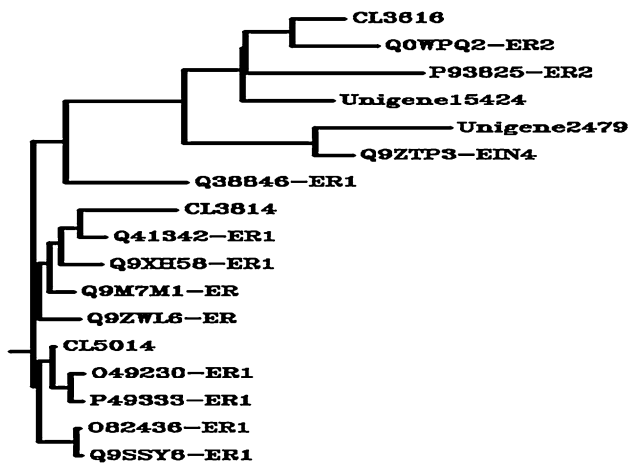 CL3616
Q0WPQ2-ER2
P93825-ER2
Unigene15424
Unigene2479
Q9ZTP3-EIN4
Q38846-ER1
CL3814
Q41342-ER1
Q9XH58-ER1
Q9M7M1-ER
Q9ZWL6-ER
CL5014
O49230-ER1
P49333-ER1
O82436-ER1
Q9SSY6-ER1